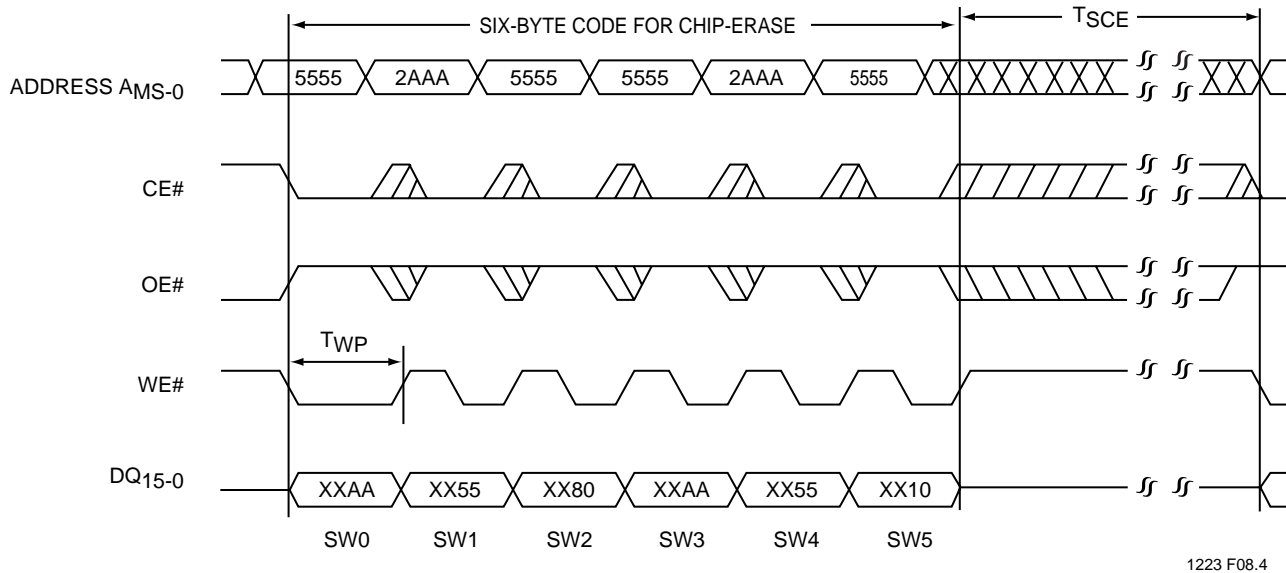 SIX-BYTE CODE FOR CHIP-ERASE
TSCE
ADDRESS AMS-0
5555 2AAA 5555 5555 2AAA 5555
CE#
OE#
TWP
WE#
DQ15-0
XXAA XX55 XX80 XXAA XX55 XX10
SW0 SW1 SW2 SW3 SW4 SW5
1223 F08.4